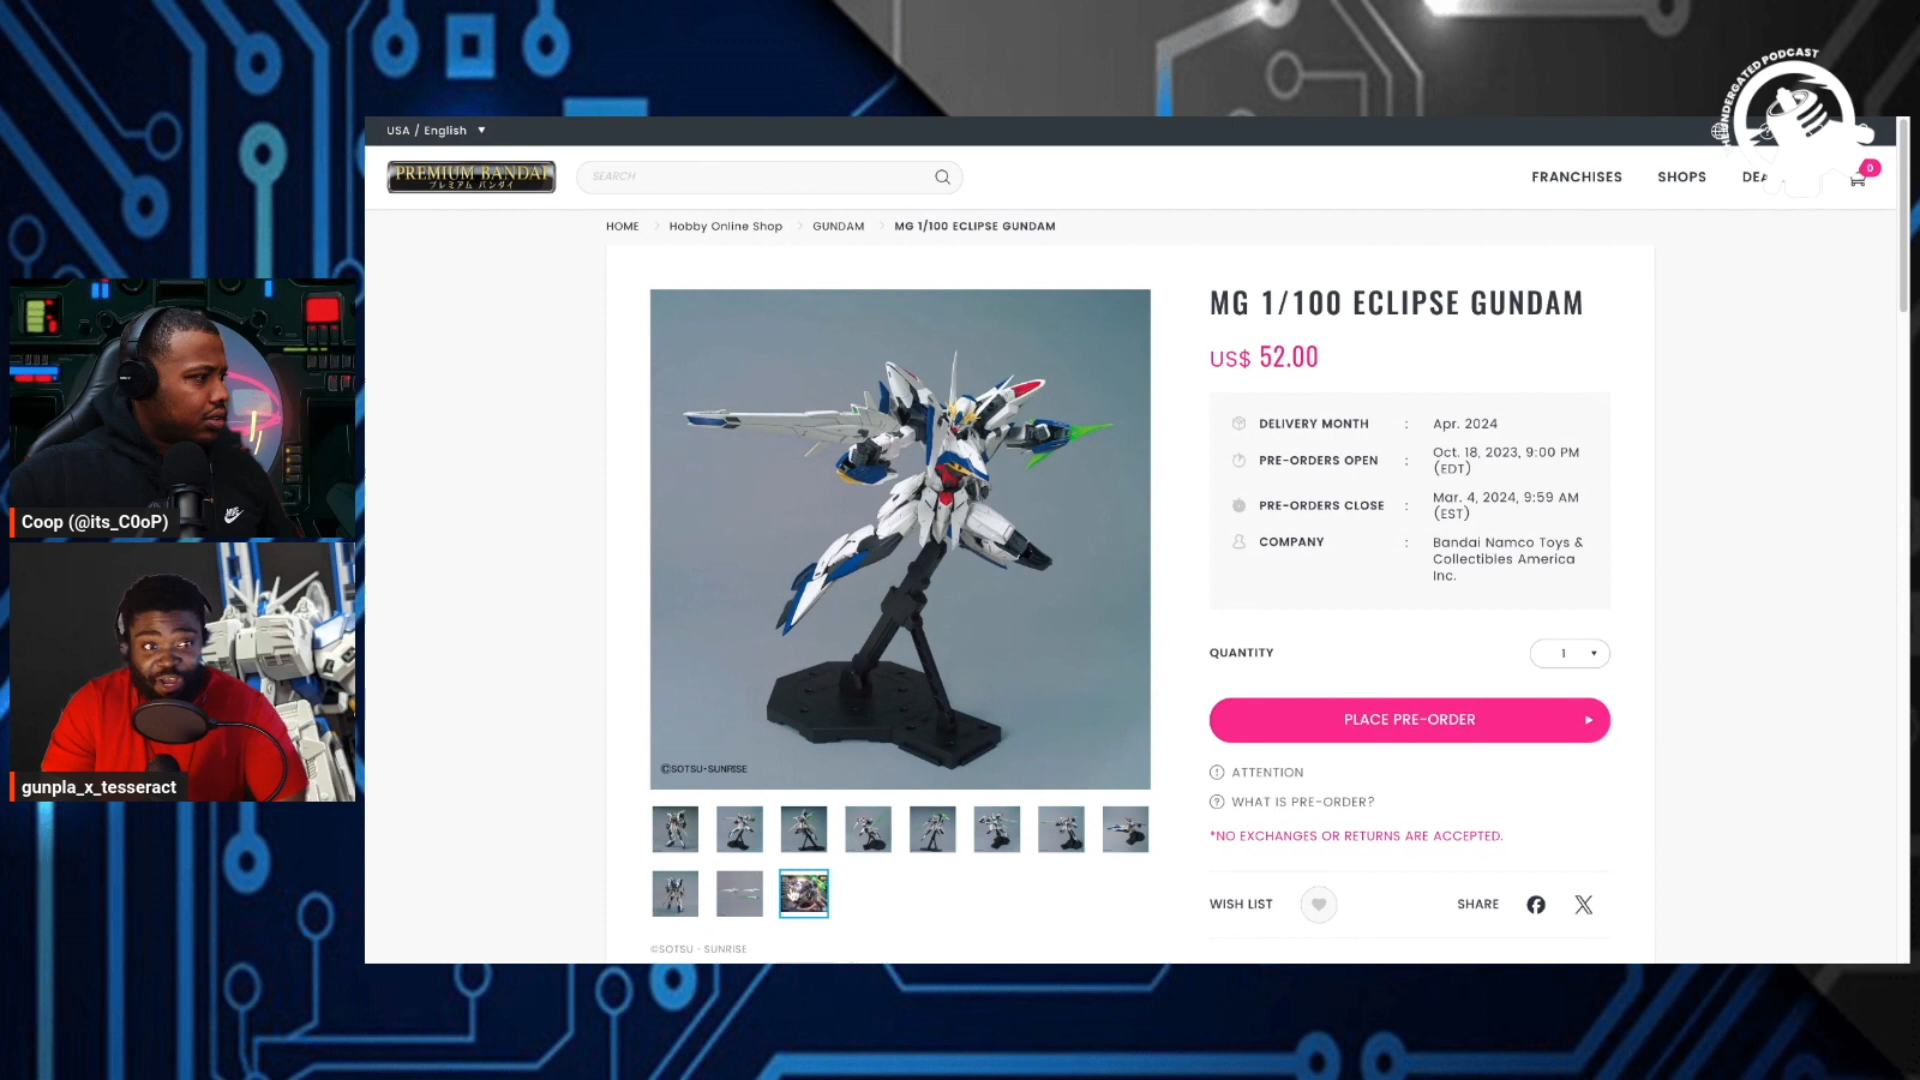 THE UNDERGATED PODCAST
USA / English
PREMIUM BANDAI
プレミアム バンダイ
SEARCH
FRANCHISES
SHOPS
0
HOME
Hobby Online Shop
GUNDAM
MG 1/100 ECLIPSE GUNDAM
MG 1/100 ECLIPSE GUNDAM
US$ 52.00
DELIVERY MONTH : Apr. 2024
PRE-ORDERS OPEN : Oct. 18, 2023, 9:00 PM
(EDT)
PRE-ORDERS CLOSE : Mar. 4, 2024, 9:59 AM
(EST)
COMPANY : Bandai Namco Toys &
Collectibles America
Inc.
QUANTITY
1
PLACE PRE-ORDER
ATTENTION
WHAT IS PRE-ORDER?
*NO EXCHANGES OR RETURNS ARE ACCEPTED.
WISH LIST
SHARE
©SOTSU·SUNRISE
©SOTSU・SUNRISE
Coop (@its_C0oP)
gunpla_x_tesseract